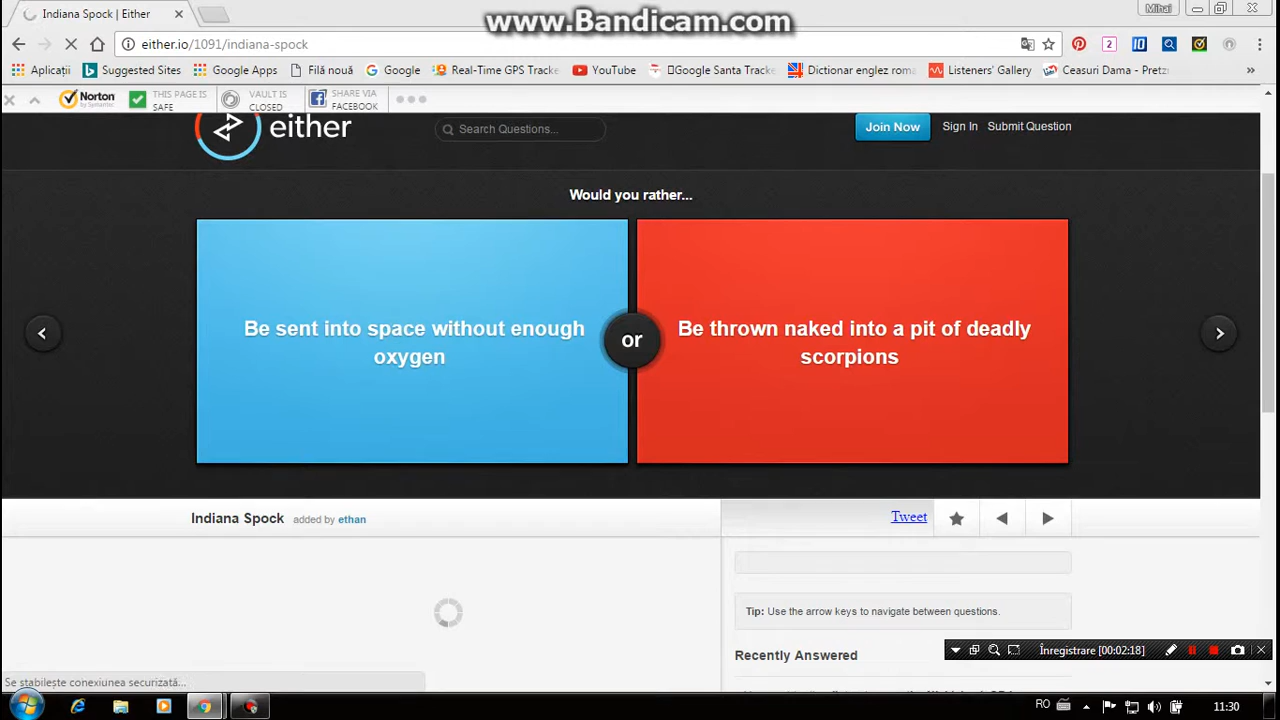 www.Bandicam.com
Indiana Spock | Either
Mihai
either.io/1091/indiana-spock
Aplicații
Suggested Sites
Google Apps
Filă nouă
Google
Real-Time GPS Tracke
YouTube
Google Santa Tracke
Dictionar englez roma
Listeners' Gallery
Ceasuri Dama - Pretzi
»
Norton
by Symantec
THIS PAGE IS
SAFE
VAULT IS
CLOSED
SHARE VIA
FACEBOOK
either
Search Questions...
Join Now
Sign In
Submit Question
Would you rather...
Be sent into space without enough
oxygen
or
Be thrown naked into a pit of deadly
scorpions
Indiana Spock
added by ethan
Tweet
Tip: Use the arrow keys to navigate between questions.
Recently Answered
Înregistrare [00:02:18]
Se stabilește conexiunea securizată...
RO
11:30